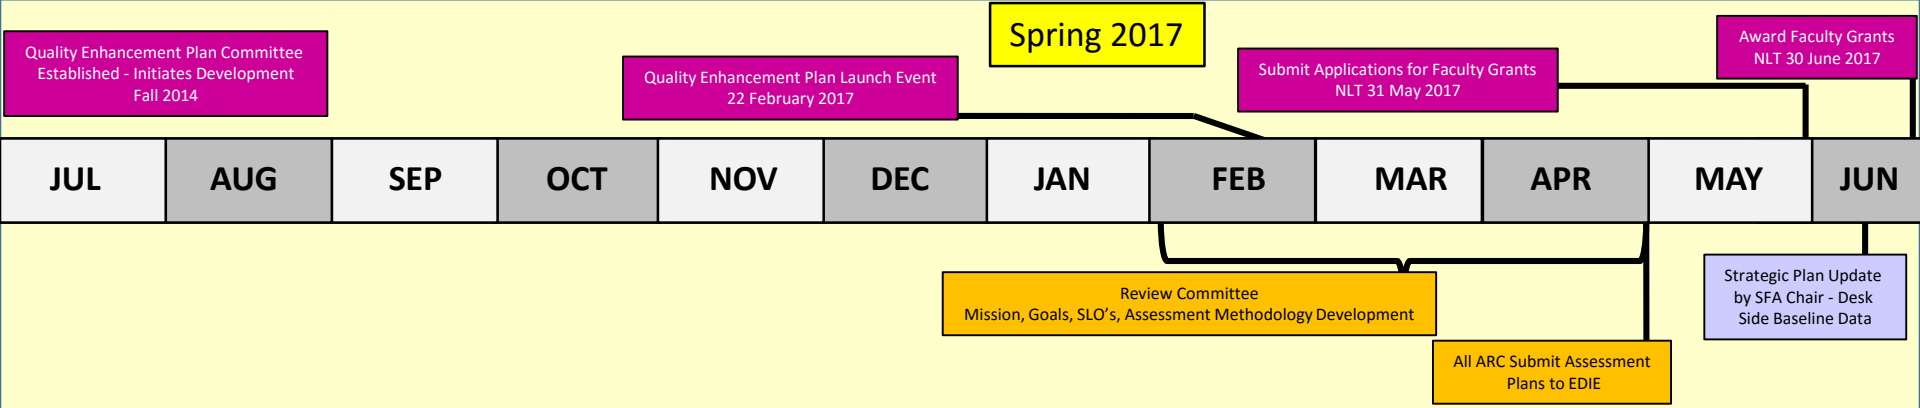 Spring 2017
Quality Enhancement Plan Committee
Established - Initiates Development
Fall 2014
Quality Enhancement Plan Launch Event
22 February 2017
Submit Applications for Faculty Grants
NLT 31 May 2017
Award Faculty Grants
NLT 30 June 2017
JUL AUG SEP OCT NOV DEC JAN FEB MAR APR MAY JUN
Review Committee
Mission, Goals, SLO's, Assessment Methodology Development
All ARC Submit Assessment
Plans to EDIE
Strategic Plan Update
by SFA Chair - Desk
Side Baseline Data